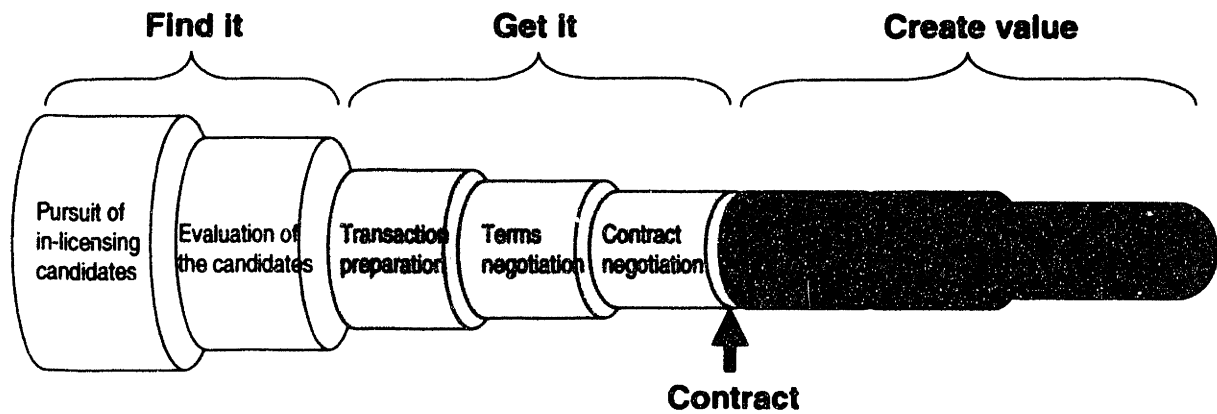 Find it
Get it
Create value
Pursuit of
in-licensing
candidates
Evaluation of
the candidates
Transaction
preparation
Terms
negotiation
Contract
negotiation
Contract